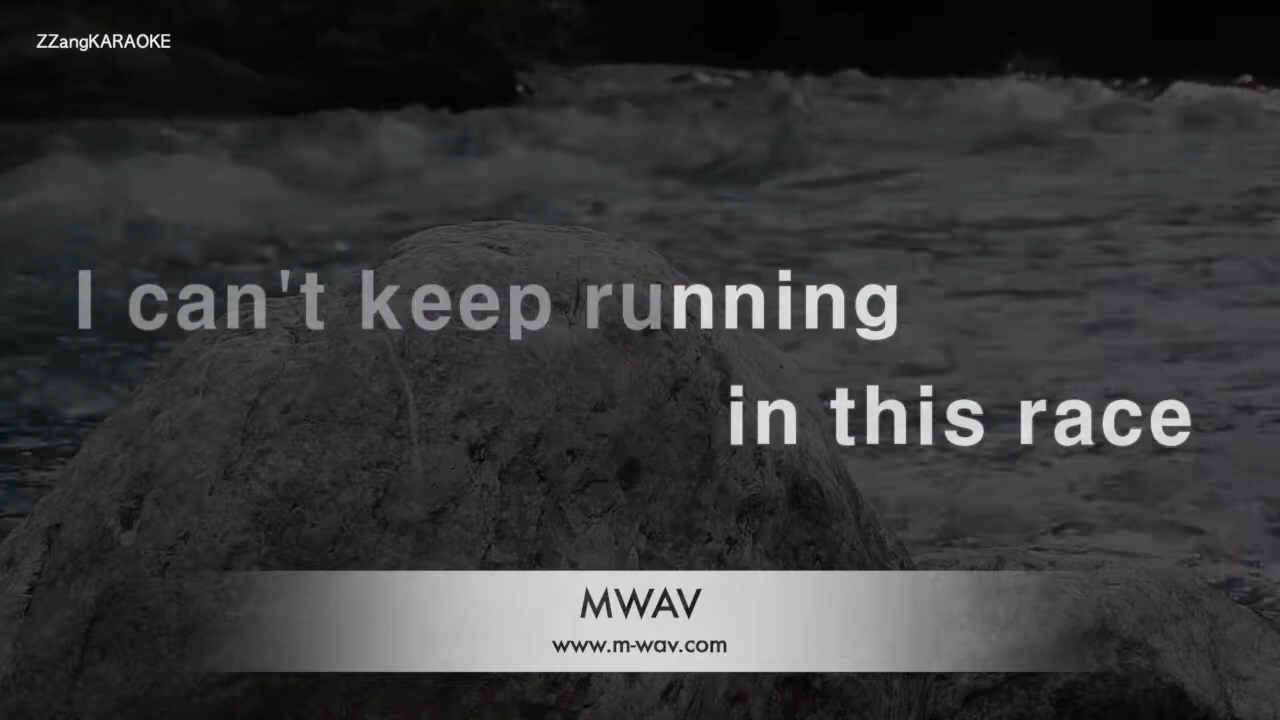 ZZangKARAOKE
I can't keep running
in this race
MWAV
www.m-wav.com